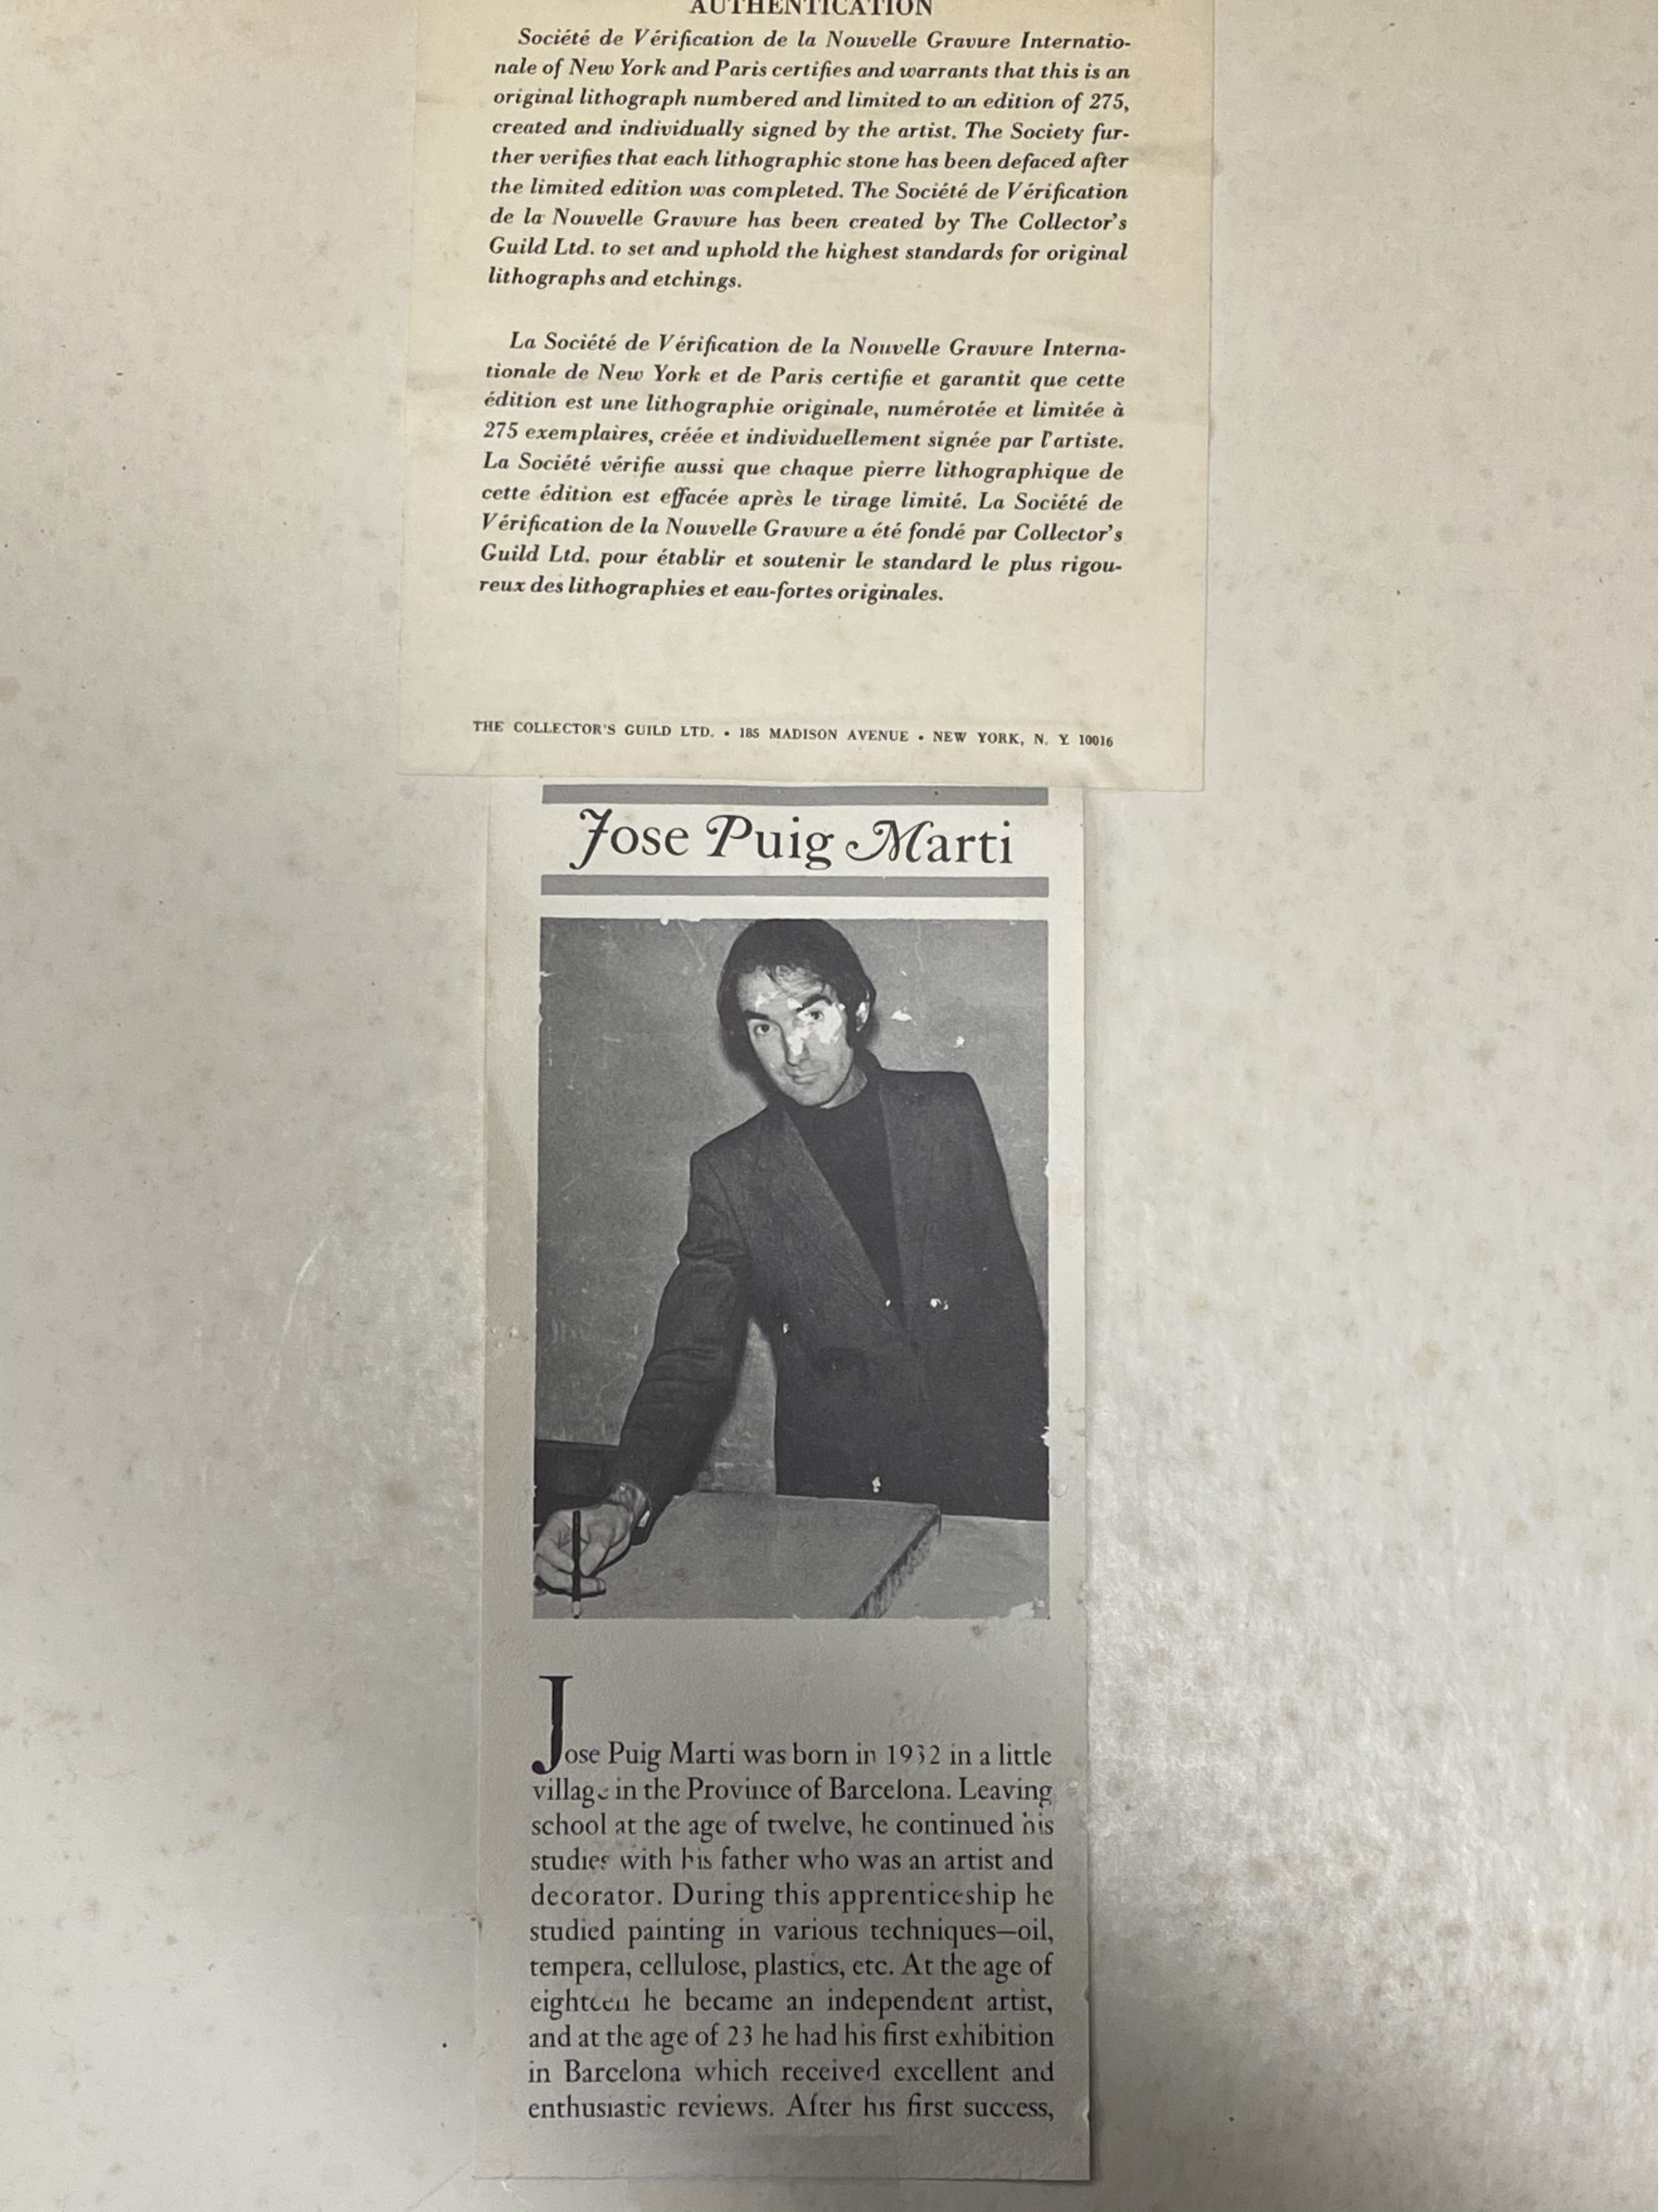 AUTHENTICATION
Société de Vérification de la Nouvelle Gravure Internatio-
nale of New York and Paris certifies and warrants that this is an
original lithograph numbered and limited to an edition of 275,
created and individually signed by the artist. The Society fur-
ther verifies that each lithographic stone has been defaced after
the limited edition was completed. The Société de Vérification
de la Nouvelle Gravure has been created by The Collector's
Guild Ltd. to set and uphold the highest standards for original
lithographs and etchings.
La Société de Vérification de la Nouvelle Gravure Interna-
tionale de New York et de Paris certifie et garantit que cette
édition est une lithographie originale, numérotée et limitée à
275 exemplaires, créée et individuellement signée par l'artiste.
La Société vérifie aussi que chaque pierre lithographique de
cette édition est effacée après le tirage limité. La Société de
Vérification de la Nouvelle Gravure a été fondé par Collector's
Guild Ltd. pour établir et soutenir le standard le plus rigou-
reux des lithographies et eau-fortes originales.
THE COLLECTOR'S GUILD LTD. • 185 MADISON AVENUE • NEW YORK, N. Y. 10016
Jose Puig Marti
Jose Puig Marti was born in 1932 in a little
village in the Province of Barcelona. Leaving
school at the age of twelve, he continued his
studies with his father who was an artist and
decorator. During this apprenticeship he
studied painting in various techniques—oil,
tempera, cellulose, plastics, etc. At the age of
eighteen he became an independent artist,
and at the age of 23 he had his first exhibition
in Barcelona which received excellent and
enthusiastic reviews. After his first success,